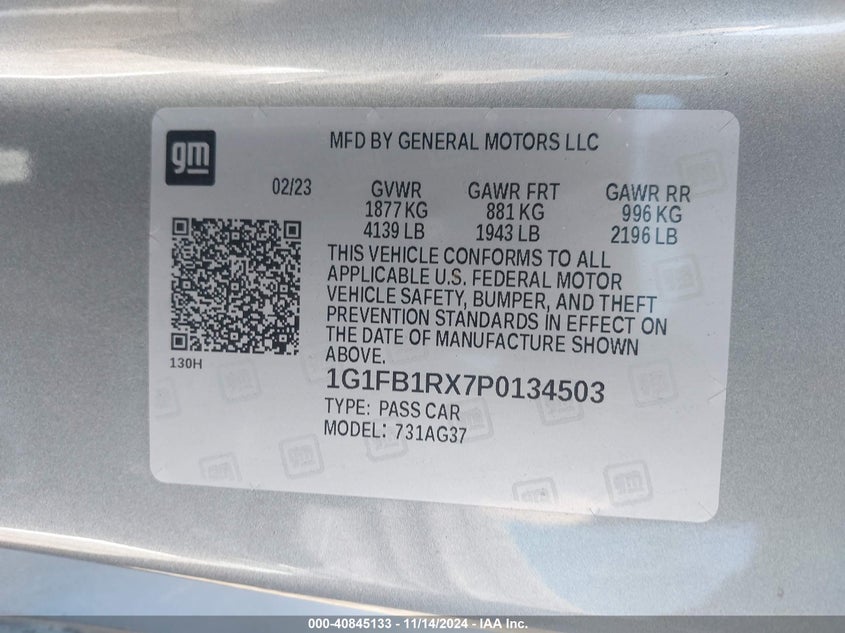 gm
MFD BY GENERAL MOTORS LLC
02/23 GVWR GAWR FRT GAWR RR
1877 KG 881 KG 996 KG
4139 LB 1943 LB 2196 LB
THIS VEHICLE CONFORMS TO ALL
APPLICABLE U.S. FEDERAL MOTOR
VEHICLE SAFETY, BUMPER, AND THEFT
PREVENTION STANDARDS IN EFFECT ON
THE DATE OF MANUFACTURE SHOWN
ABOVE.
130H
1G1FB1RX7P0134503
TYPE: PASS CAR
MODEL: 731AG37
000-40845133 - 11/14/2024 - IAAI Inc.